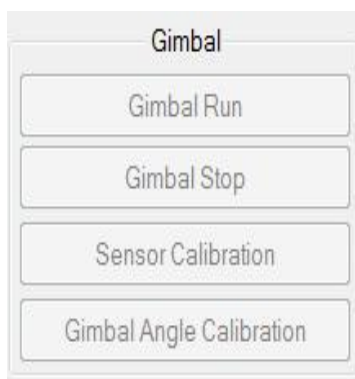 Gimbal
Gimbal Run
Gimbal Stop
Sensor Calibration
Gimbal Angle Calibration